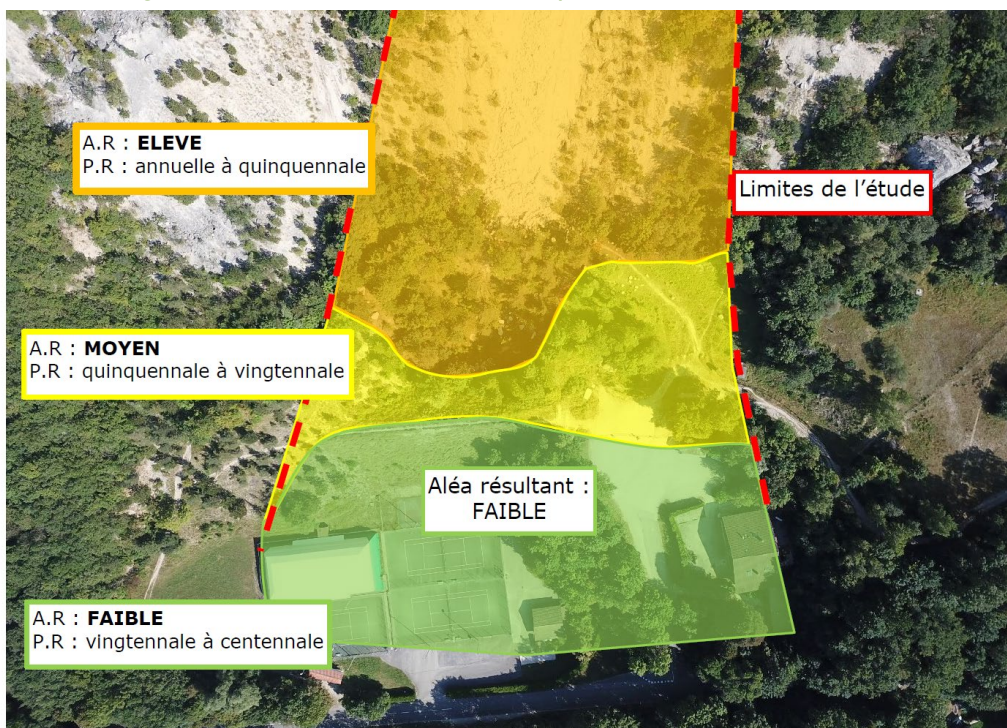 A.R : ELEVE
P.R : annuelle à quinquennale
Limites de l'étude
A.R : MOYEN
P.R : quinquennale à vingtennale
Aléa résultant :
FAIBLE
A.R : FAIBLE
P.R : vingtennale à centennale